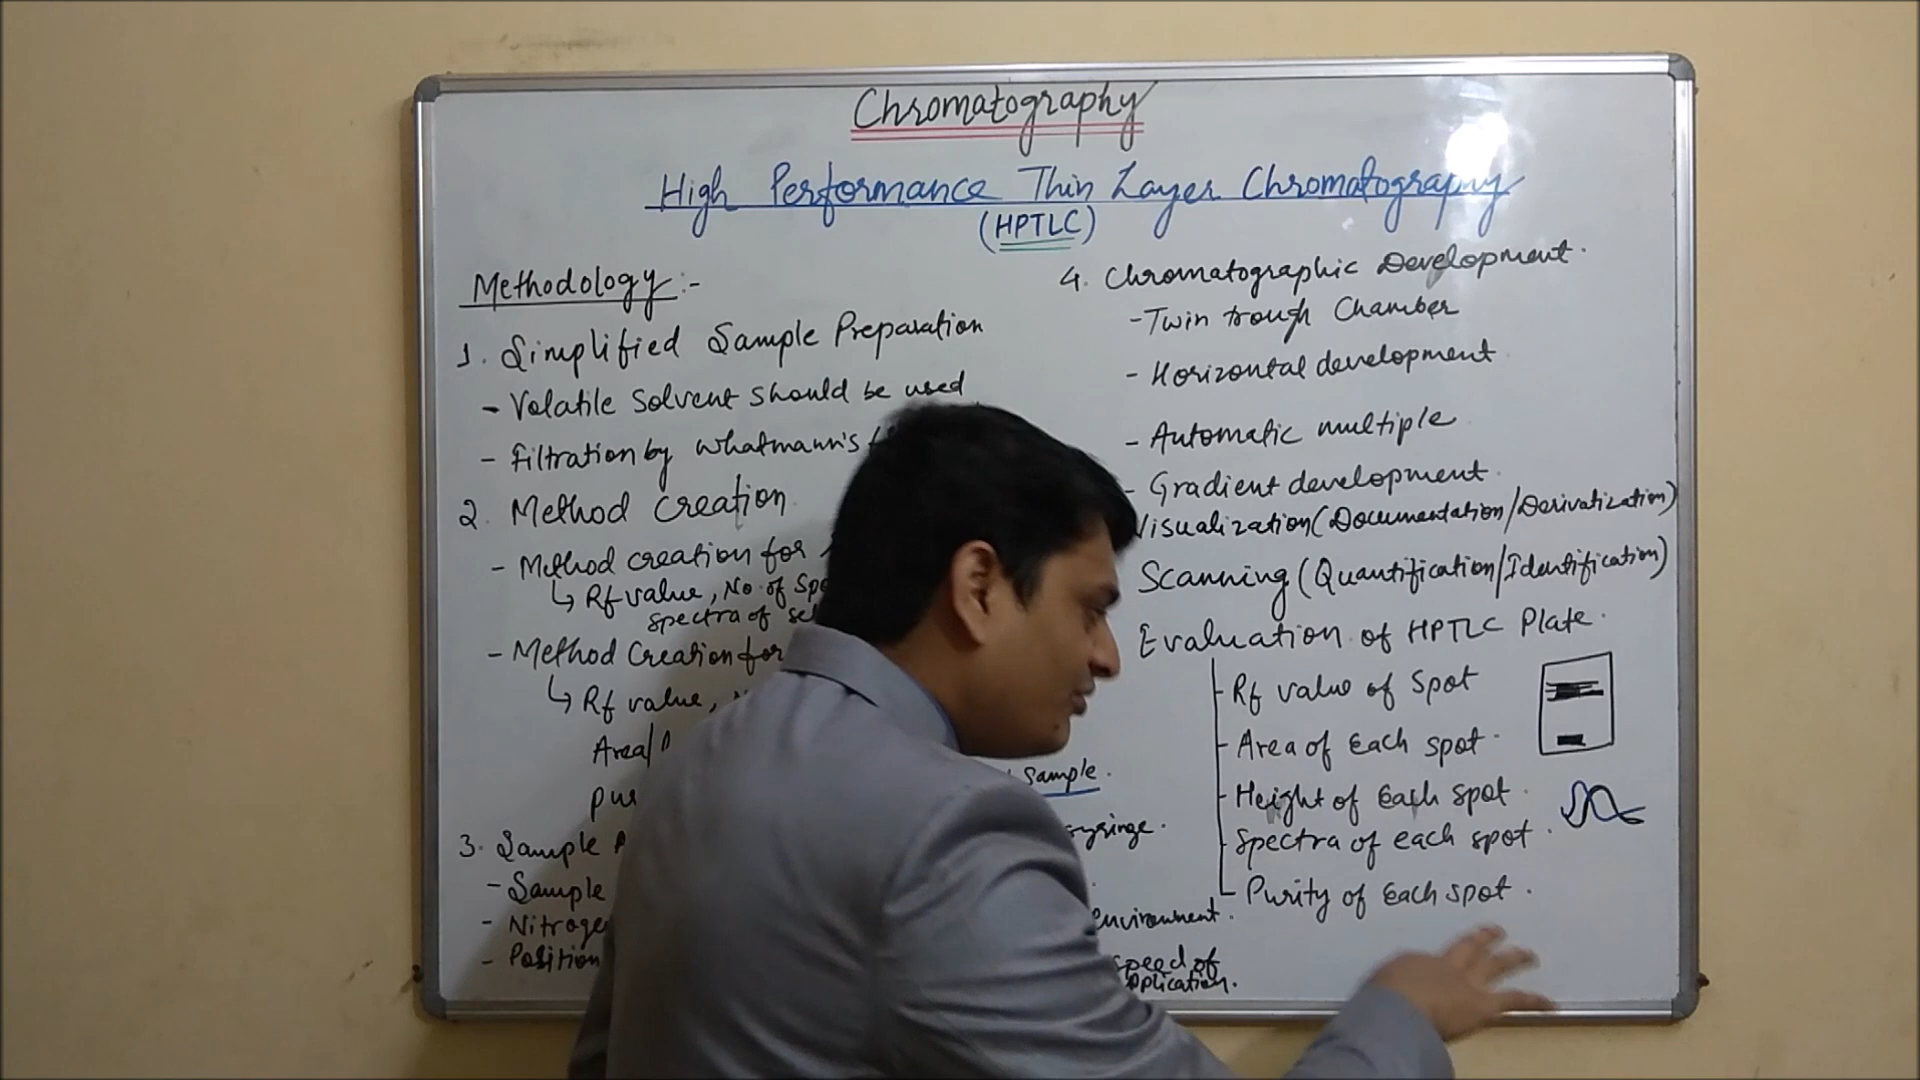 Chromatography
High Performance Thin Layer Chromatography
(HPTLC)
Methodology:-
1. Simplified Sample Preparation
- Volatile Solvent Should be used
- Filtration by Whatmann's
2. Method Creation
- Method creation for
↳ Rf value, No. of
spectra of
- Method Creation for
↳ Rf value,
Area/
3. Sample
- Sample
-
- Position
Sample.
syringe.
environment.
speed of
4. Chromatographic Development.
- Twin trough Chamber
- Horizontal development
- Automatic multiple
- Gradient development
Visualization (Documentation/Derivatization)
Scanning (Quantification/Identification)
Evaluation of HPTLC Plate.
Rf value of Spot
Area of Each spot.
Height of Each spot.
Spectra of each spot.
Purity of Each spot.